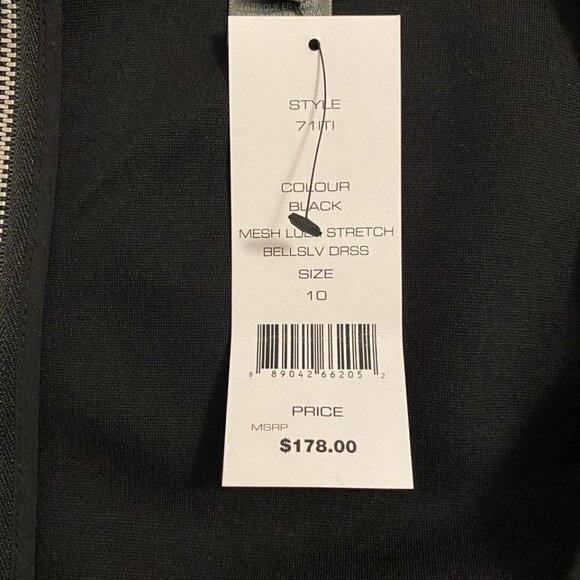 STYLE
71ITI
COLOUR
BLACK
MESH STRETCH
BELLSLV DRSS
SIZE
10
8 89042 66205 2
PRICE
MSRP
$178.00